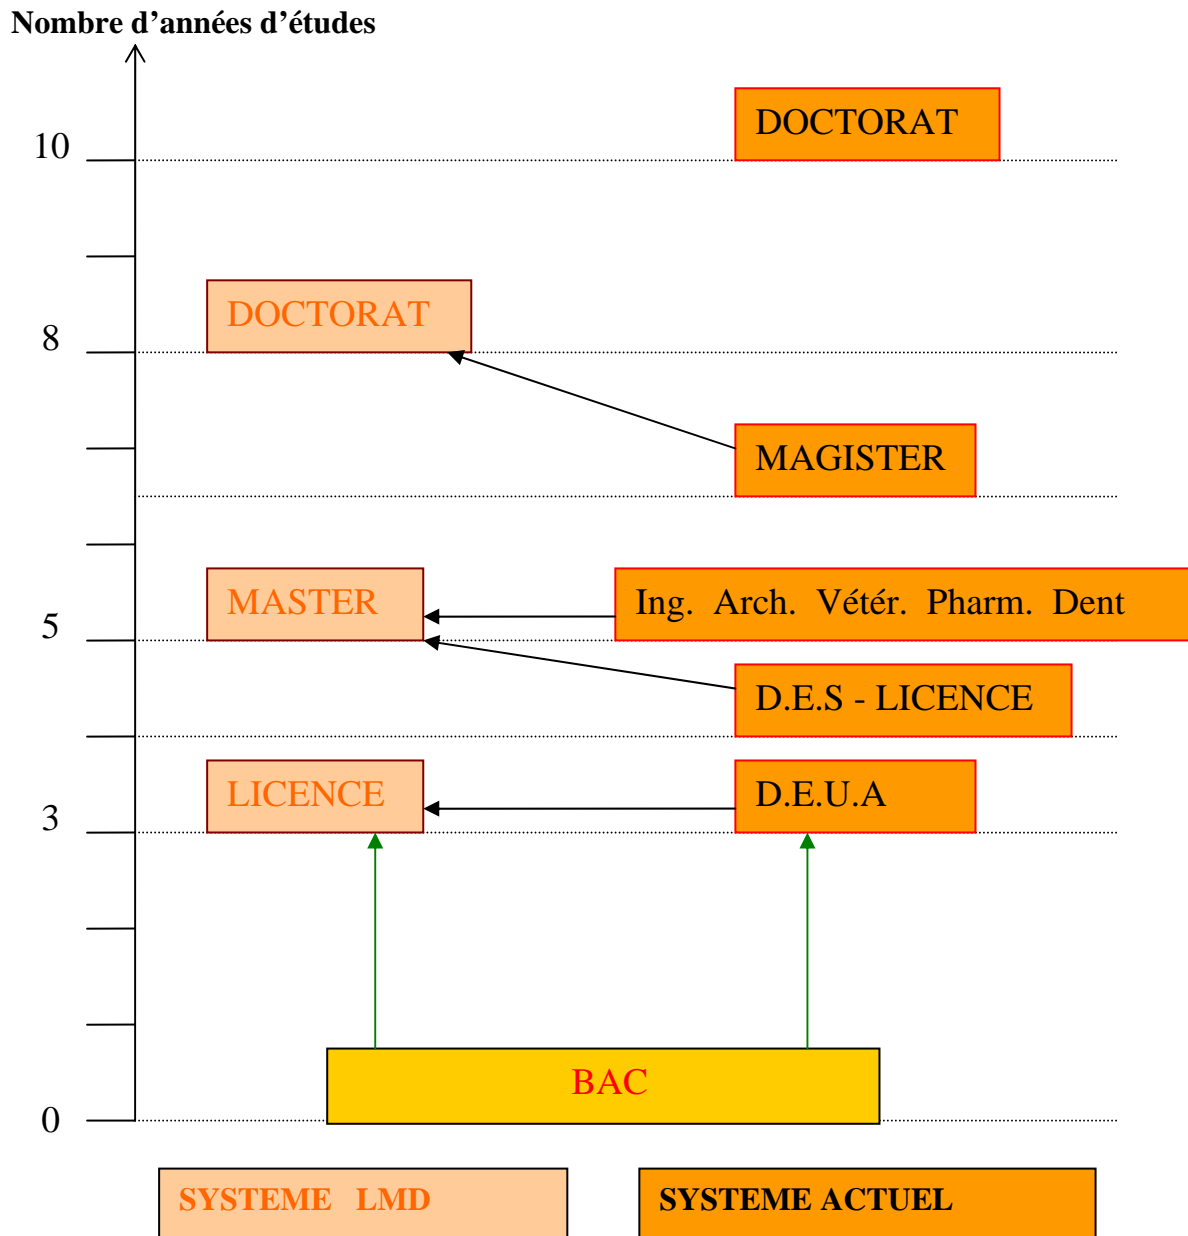 Nombre d’années d’études
DOCTORAT
10
DOCTORAT
8
MAGISTER
MASTER
Ing. Arch. Vétér. Pharm. Dent
5
D.E.S - LICENCE
LICENCE
D.E.U.A
3
BAC
0
SYSTEME LMD
SYSTEME ACTUEL